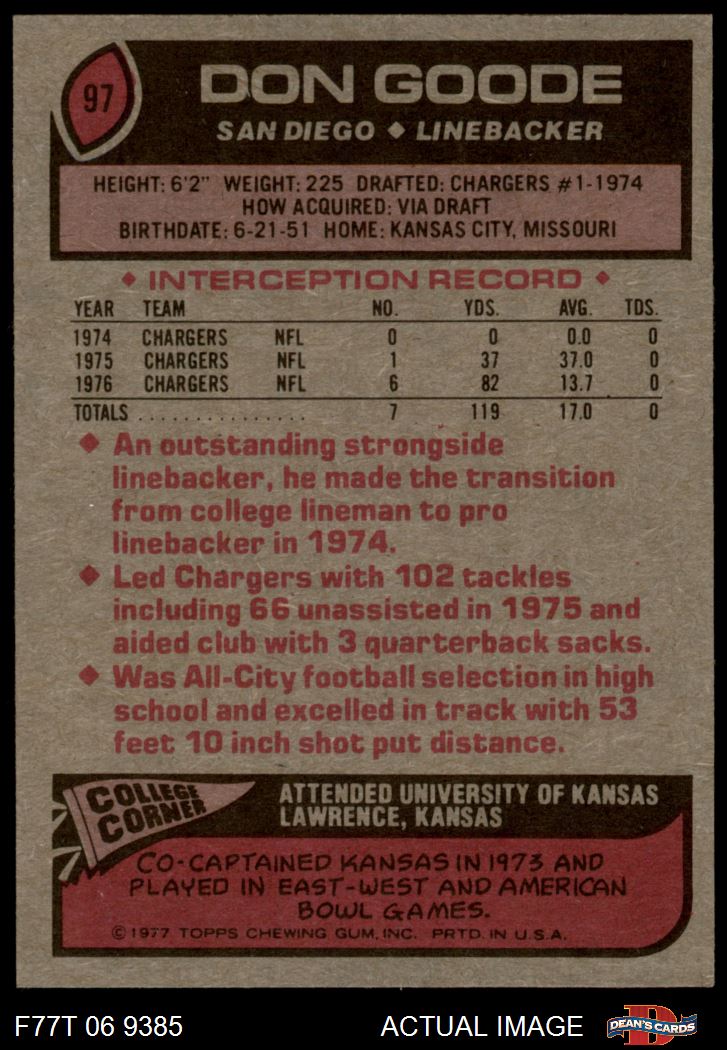 97
DON GOODE
SAN DIEGO ◆ LINEBACKER
HEIGHT: 6'2" WEIGHT: 225 DRAFTED: CHARGERS #1-1974
HOW ACQUIRED: VIA DRAFT
BIRTHDATE: 6-21-51 HOME: KANSAS CITY, MISSOURI
◆ INTERCEPTION RECORD ◆
YEAR TEAM NO. YDS. AVG. TDS.
1974 CHARGERS NFL 0 0 0.0 0
1975 CHARGERS NFL 1 37 37.0 0
1976 CHARGERS NFL 6 82 13.7 0
TOTALS ................ 7 119 17.0 0
◆ An outstanding strongside
linebacker, he made the transition
from college lineman to pro
linebacker in 1974.
◆ Led Chargers with 102 tackles
including 66 unassisted in 1975 and
aided club with 3 quarterback sacks.
◆ Was All-City football selection in high
school and excelled in track with 53
feet 10 inch shot put distance.
COLLEGE
CORNER
ATTENDED UNIVERSITY OF KANSAS
LAWRENCE, KANSAS
CO-CAPTAINED KANSAS IN 1973 AND
PLAYED IN EAST-WEST AND AMERICAN
BOWL GAMES.
© 1977 TOPPS CHEWING GUM, INC. PRTD. IN U.S.A.
F77T 06 9385 ACTUAL IMAGE D DEAN'S CARDS